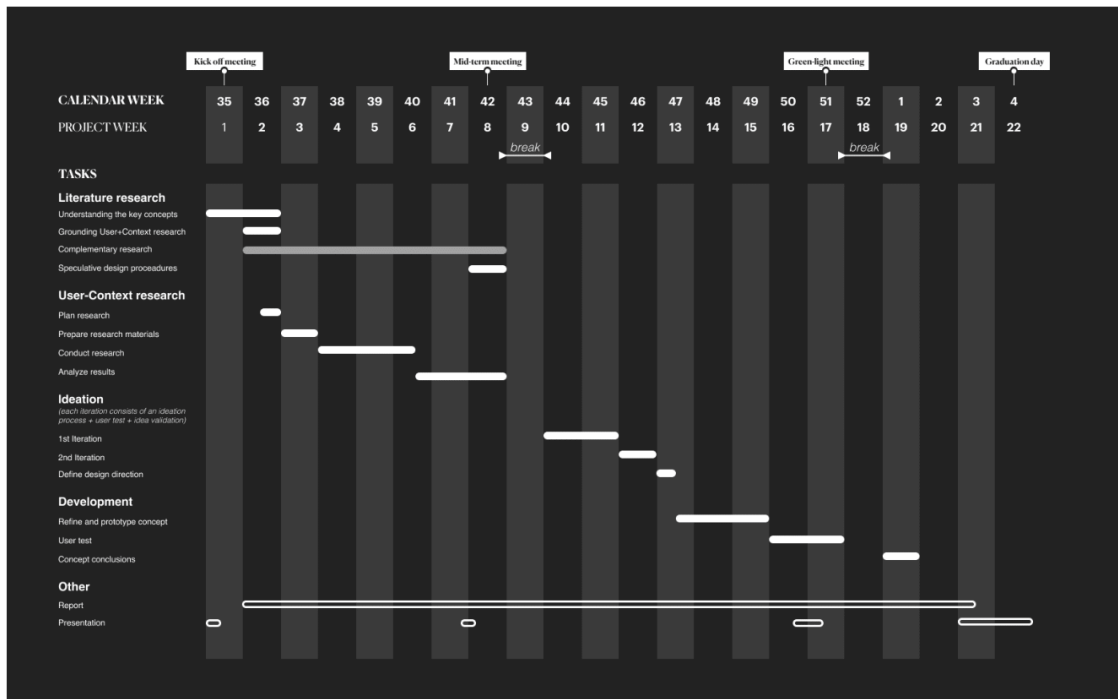 Kick off meeting Mid-term meeting Green-light meeting Graduation day
CALENDAR WEEK 35 36 37 38 39 40 41 42 43 44 45 46 47 48 49 50 51 52 1 2 3 4
PROJECT WEEK 1 2 3 4 5 6 7 8 9 10 11 12 13 14 15 16 17 18 19 20 21 22
break break
TASKS
Literature research
Understanding the key concepts
Grounding User+Context research
Complementary research
Speculative design proceadures
User-Context research
Plan research
Prepare research materials
Conduct research
Analyze results
Ideation
(each iteration consists of an ideation
process + user test + idea validation)
1st Iteration
2nd Iteration
Define design direction
Development
Refine and prototype concept
User test
Concept conclusions
Other
Report
Presentation